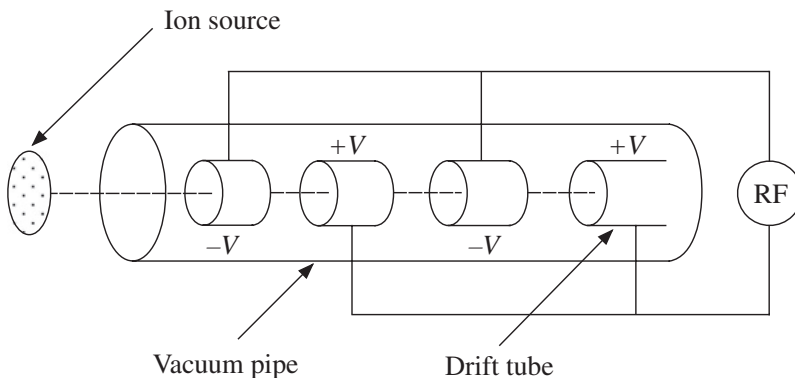 Ion source
+V
+V
RF
–V
–V
Vacuum pipe
Drift tube